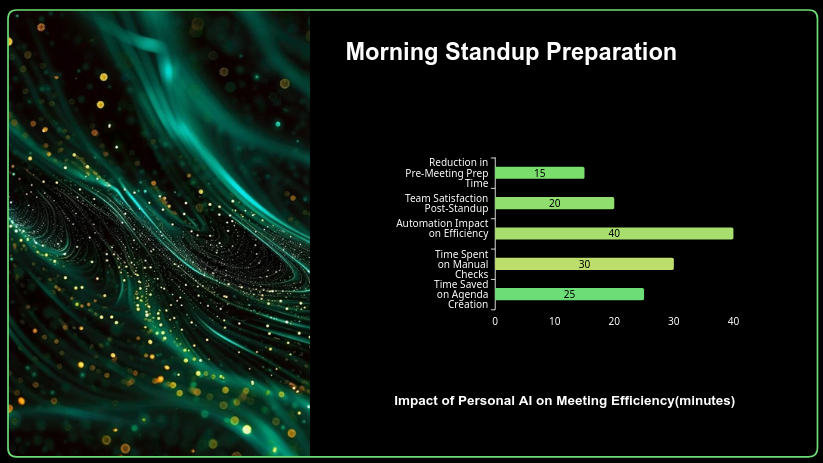 Morning Standup Preparation
Reduction in
Pre-Meeting Prep
Time
15
Team Satisfaction
Post-Standup
20
Automation Impact
on Efficiency
40
Time Spent
on Manual
Checks
30
Time Saved
on Agenda
Creation
25
0 10 20 30 40
Impact of Personal AI on Meeting Efficiency(minutes)